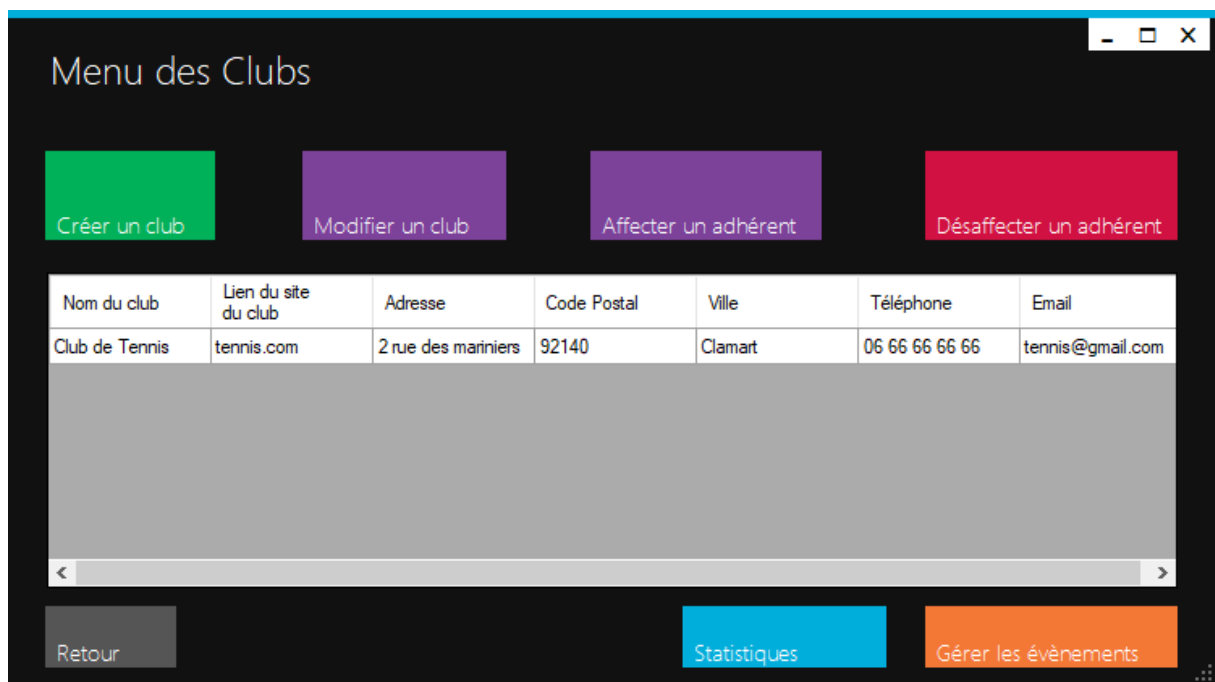 Menu des Clubs
Créer un club
Modifier un club
Affecter un adhérent
Désaffecter un adhérent
Nom du club
Lien du site
du club
Adresse
Code Postal
Ville
Téléphone
Email
Club de Tennis
tennis.com
2 rue des mariniers
92140
Clamart
06 66 66 66 66
tennis@gmail.com
Retour
Statistiques
Gérer les évènements